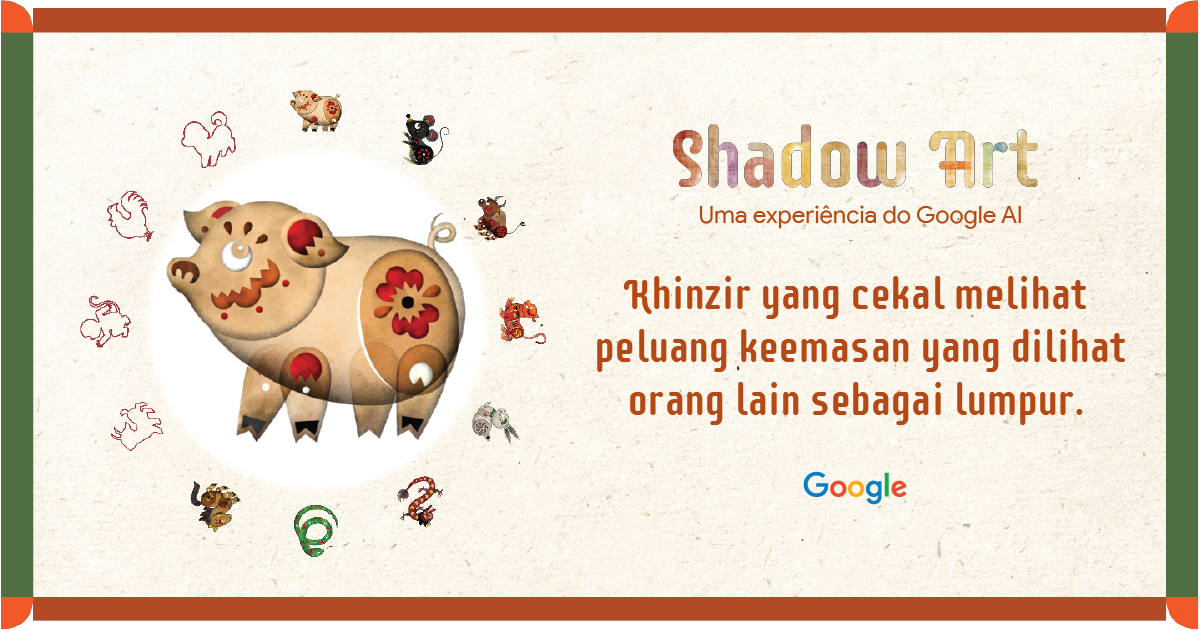 Shadow Art
Uma experiência do Google AI
Khinzir yang cekal melihat
peluang keemasan yang dilihat
orang lain sebagai lumpur.
Google